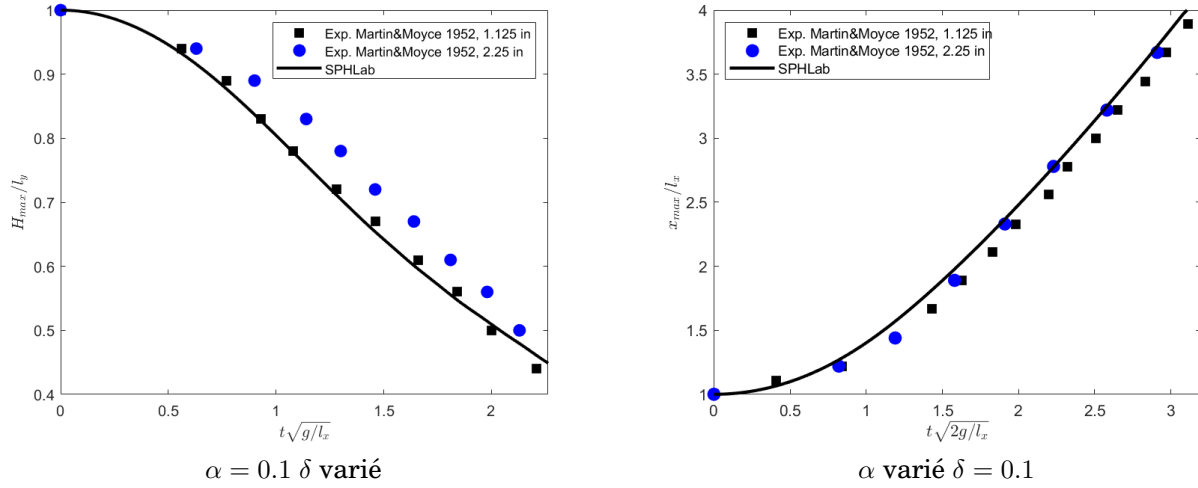 Exp. Martin&Moyce 1952, 1.125 in
Exp. Martin&Moyce 1952, 2.25 in
SPHLab
1
0.9
0.8
0.7
0.6
0.5
0.4
H_{max}/l_y
0
0.5
1
1.5
2
t√g/l_x
α = 0.1 δ varié
Exp. Martin&Moyce 1952, 1.125 in
Exp. Martin&Moyce 1952, 2.25 in
SPHLab
4
3.5
3
2.5
2
1.5
1
x_{max}/l_x
0
0.5
1
1.5
2
2.5
3
t√2g/l_x
α varié δ = 0.1